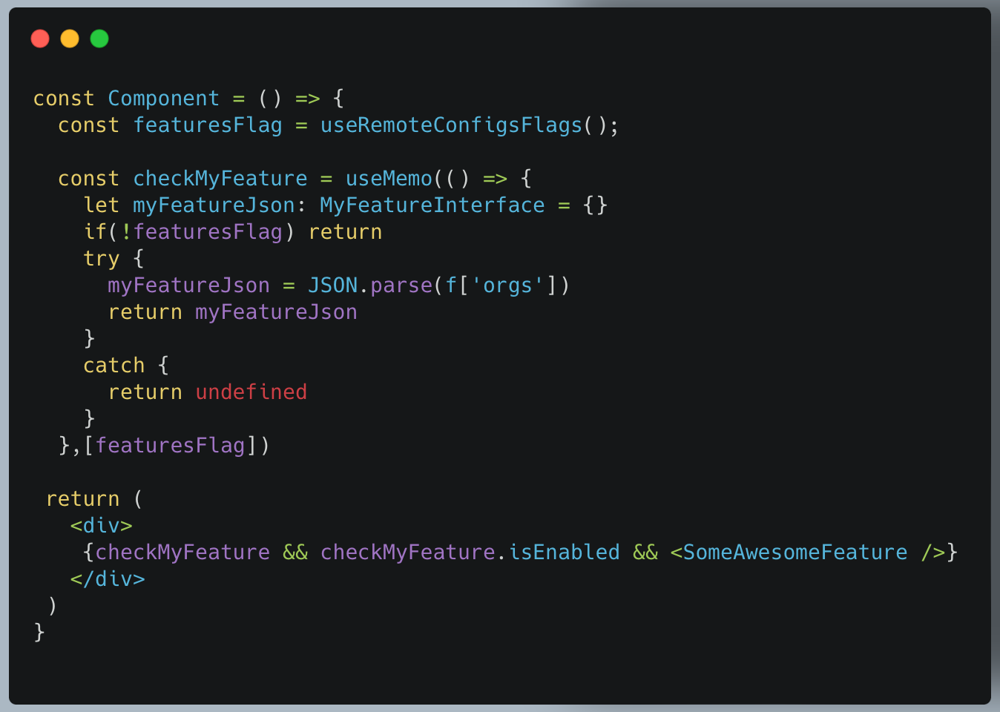 const Component = () => {
  const featuresFlag = useRemoteConfigsFlags();

  const checkMyFeature = useMemo(() => {
    let myFeatureJson: MyFeatureInterface = {}
    if(!featuresFlag) return
    try {
      myFeatureJson = JSON.parse(f['orgs'])
      return myFeatureJson
    }
    catch {
      return undefined
    }
  },[featuresFlag])

 return (
   <div>
    {checkMyFeature && checkMyFeature.isEnabled && <SomeAwesomeFeature />}
   </div>
 )
}